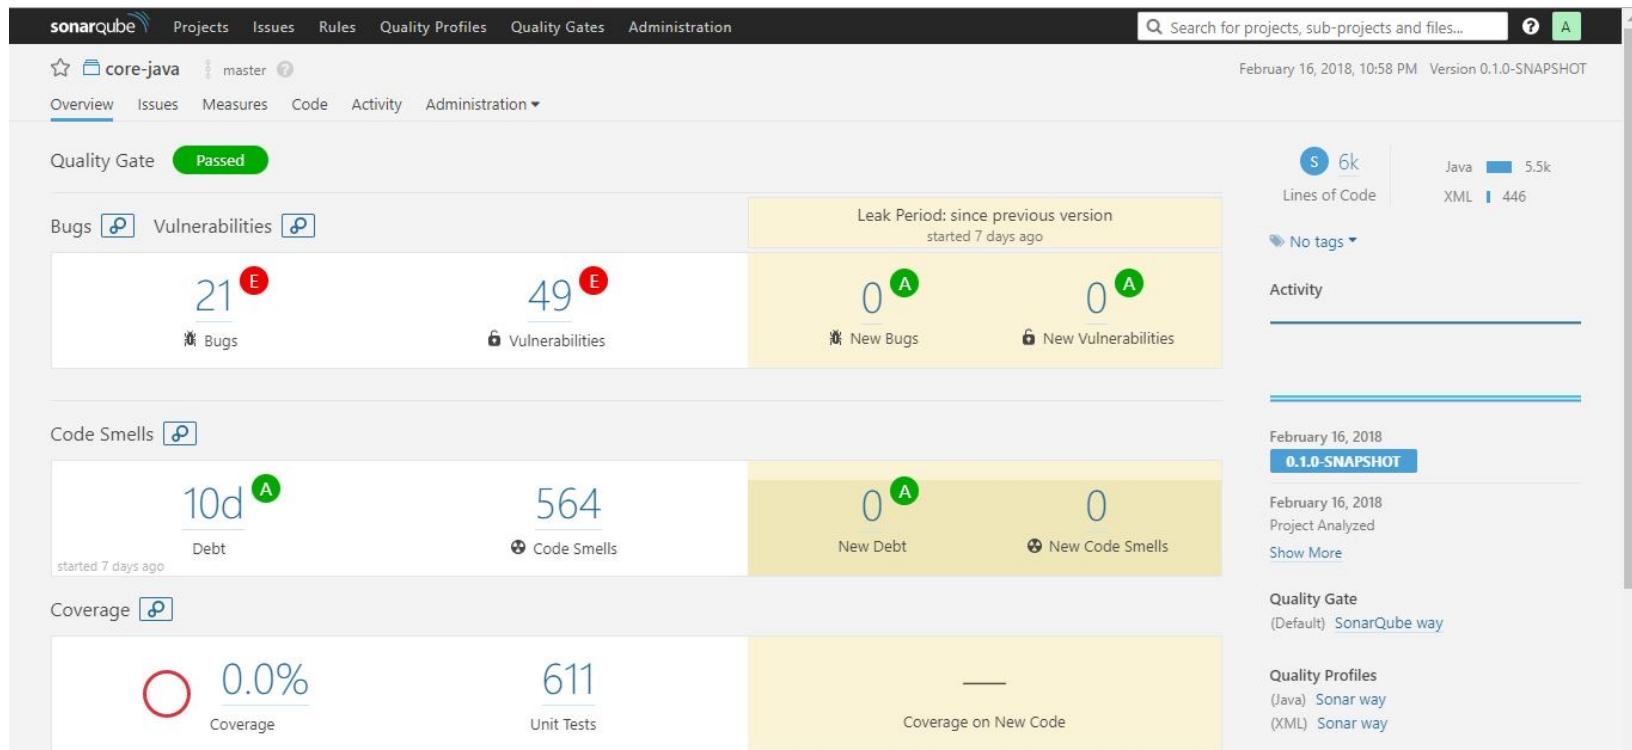 sonarqube Projects Issues Rules Quality Profiles Quality Gates Administration Search for projects, sub-projects and files... ? A
core-java master ? February 16, 2018, 10:58 PM Version 0.1.0-SNAPSHOT
Overview Issues Measures Code Activity Administration
Quality Gate Passed
Bugs Vulnerabilities
Leak Period: since previous version
started 7 days ago
21 E
Bugs
49 E
Vulnerabilities
0 A
New Bugs
0 A
New Vulnerabilities
Code Smells
10d A
Debt
started 7 days ago
564
Code Smells
0 A
New Debt
0
New Code Smells
Coverage
0.0%
Coverage
611
Unit Tests
—
Coverage on New Code
S 6k
Lines of Code
Java 5.5k
XML 446
No tags
Activity
February 16, 2018
0.1.0-SNAPSHOT
February 16, 2018
Project Analyzed
Show More
Quality Gate
(Default) SonarQube way
Quality Profiles
(Java) Sonar way
(XML) Sonar way